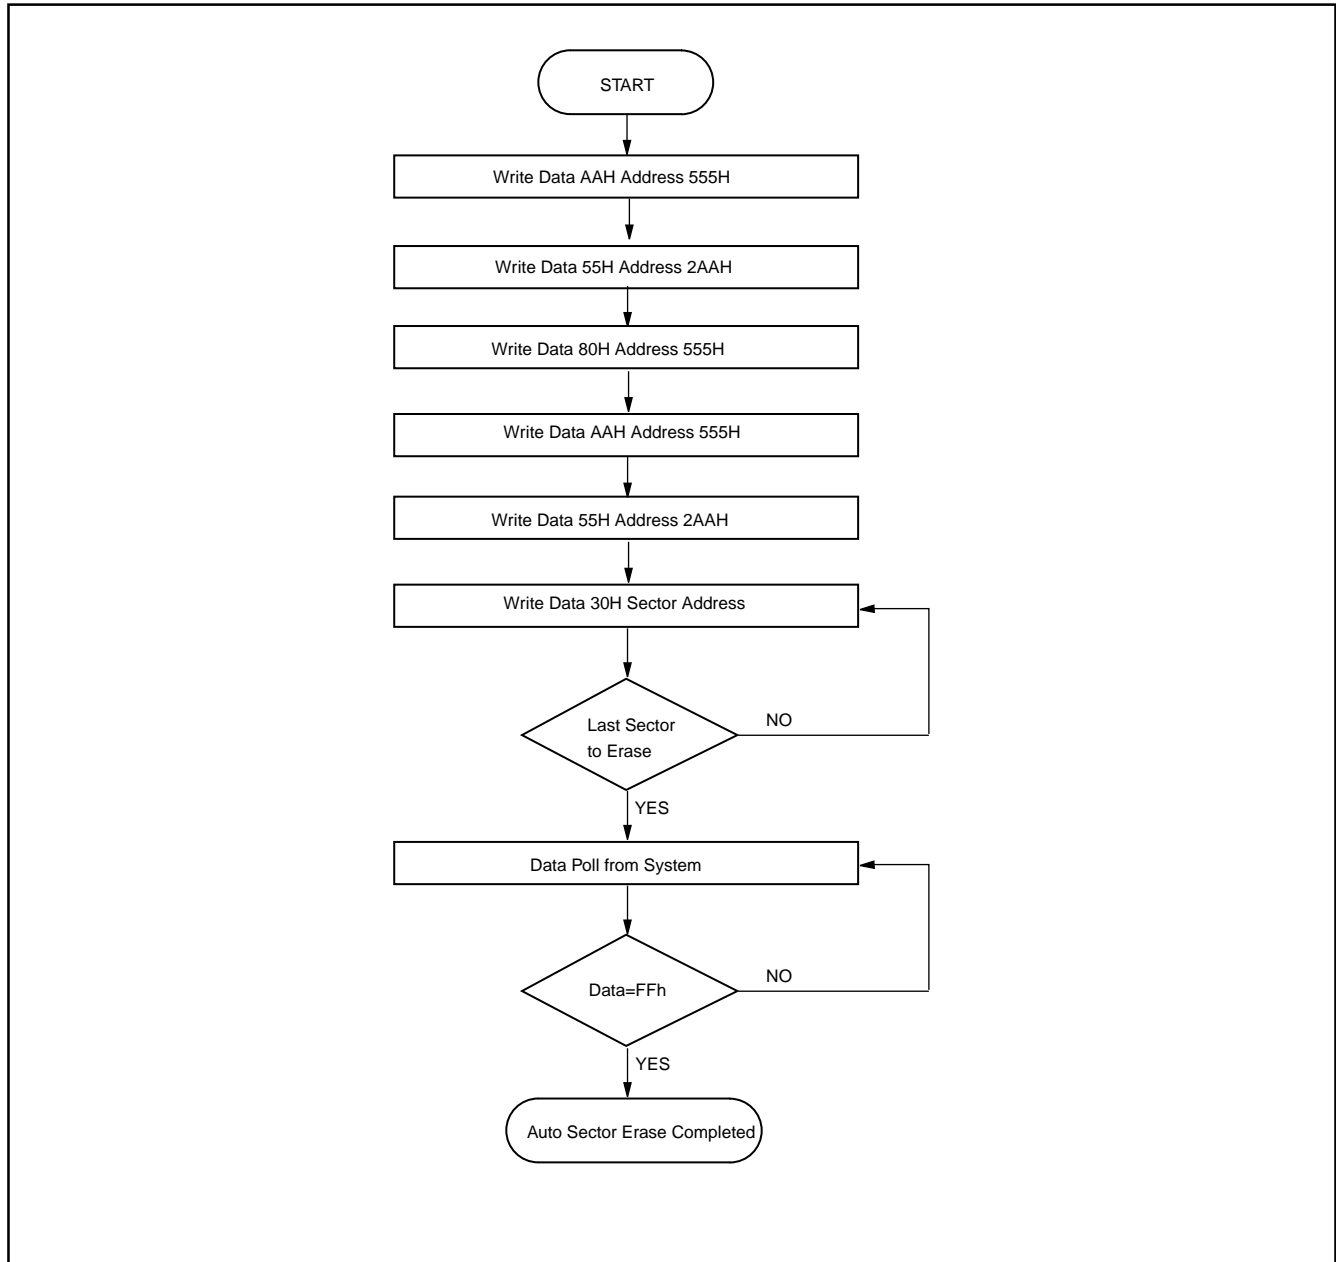 START
Write Data AAH Address 555H
Write Data 55H Address 2AAH
Write Data 80H Address 555H
Write Data AAH Address 555H
Write Data 55H Address 2AAH
Write Data 30H Sector Address
Last Sector
to Erase
NO
YES
Data Poll from System
Data=FFh
NO
YES
Auto Sector Erase Completed